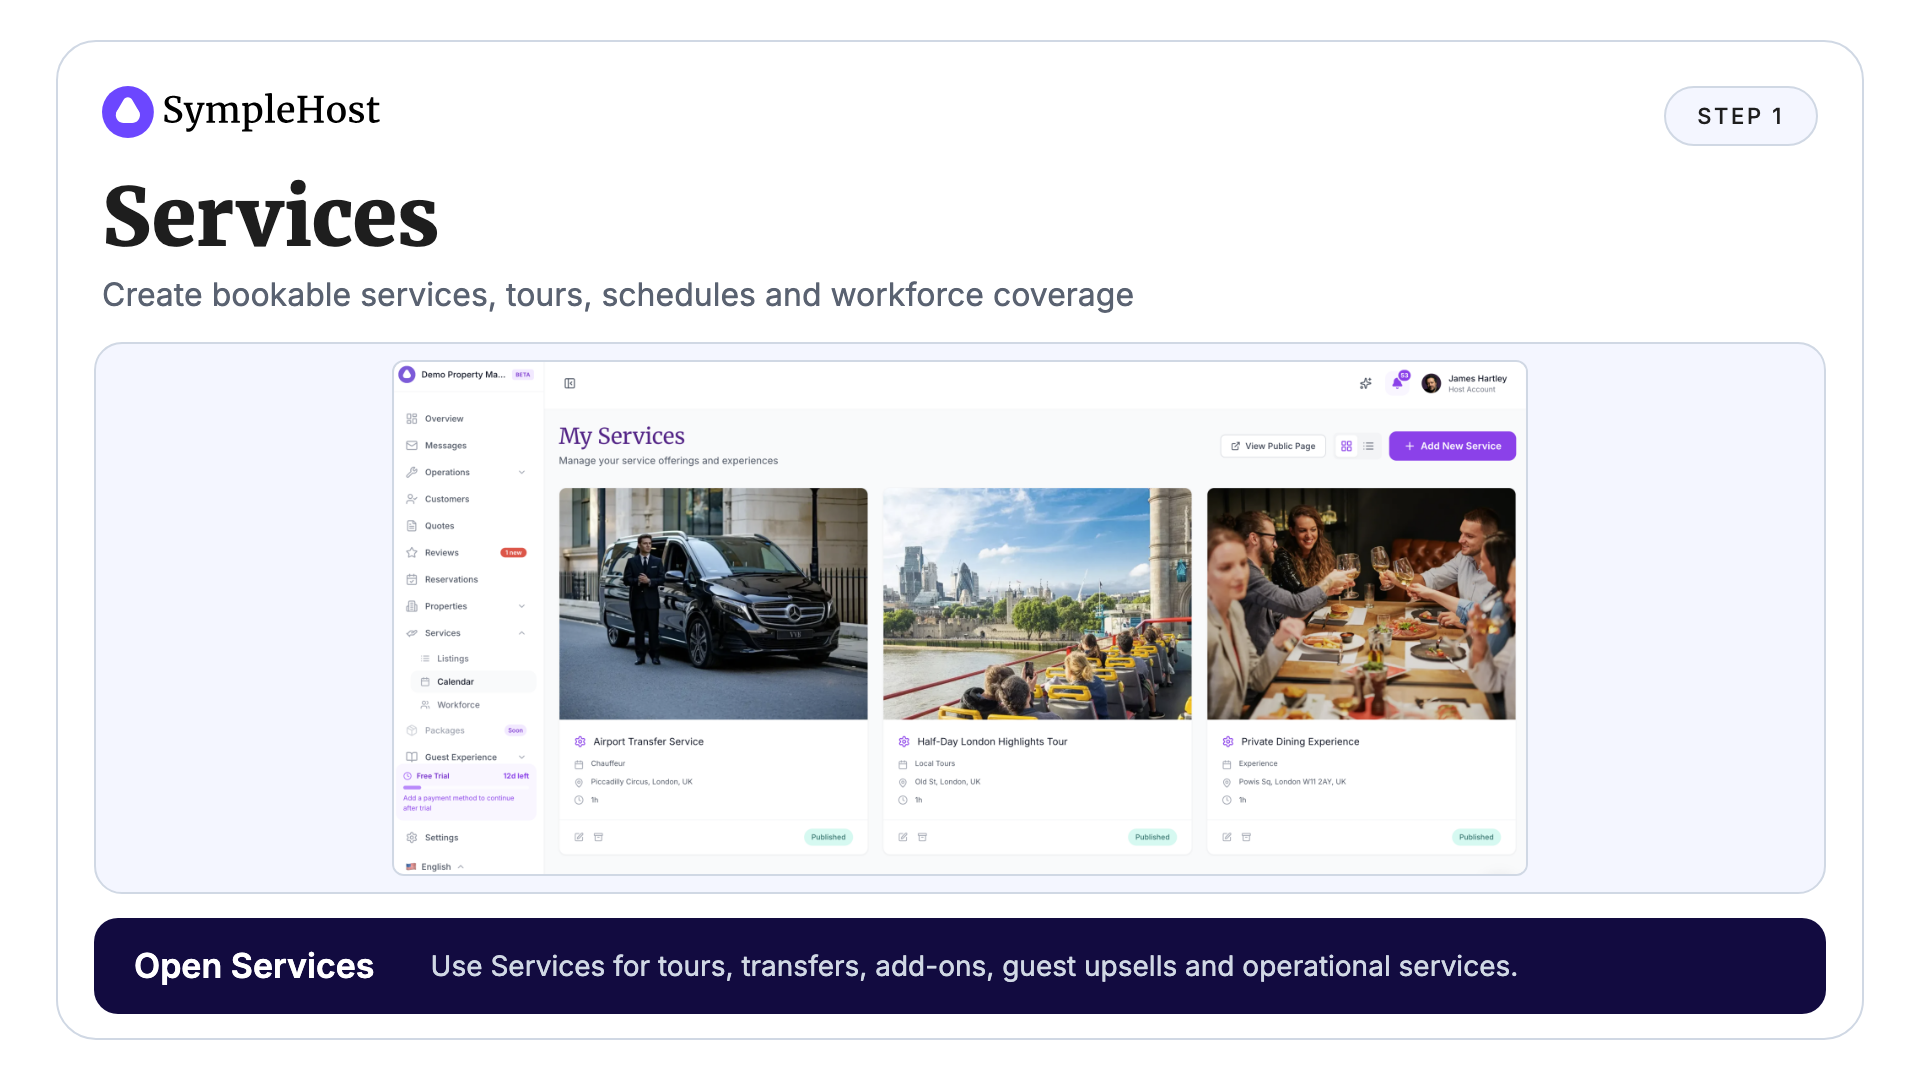 SympleHost
STEP 1
Services
Create bookable services, tours, schedules and workforce coverage
Demo Property Ma... BETA
Overview
Messages
Operations
Customers
Quotes
Reviews 1 new
Reservations
Properties
Services
Listings
Calendar
Workforce
Packages Soon
Guest Experience
Free Trial 12d left
Add a payment method to continue
after trial
Settings
English
53
James Hartley
Host Account
My Services
Manage your service offerings and experiences
View Public Page
Add New Service
Airport Transfer Service
Chauffeur
Piccadilly Circus, London, UK
1h
Published
Half-Day London Highlights Tour
Local Tours
Old St, London, UK
1h
Published
Private Dining Experience
Experience
Powis Sq, London W11 2AY, UK
1h
Published
Open Services
Use Services for tours, transfers, add-ons, guest upsells and operational services.